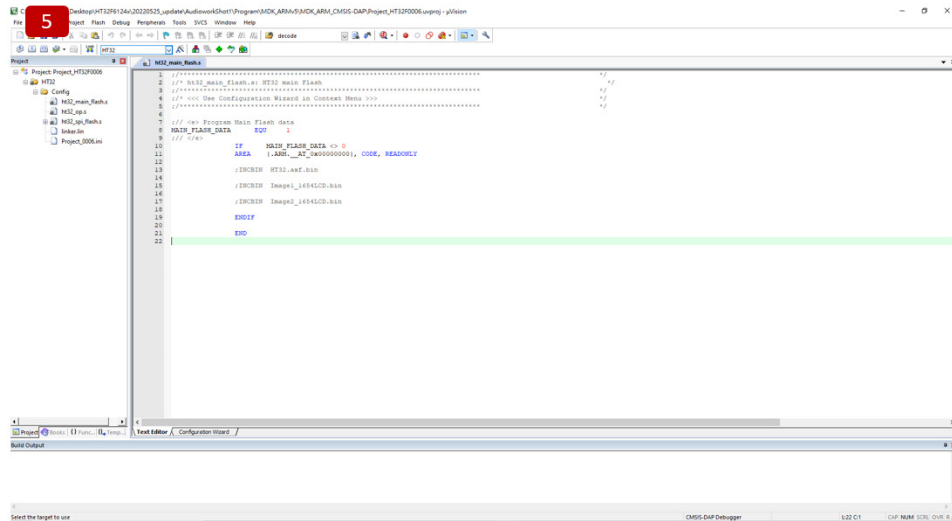 5
Desktop\HT32F6124x\20220525_update\AudioworkShot1\Program\MDK_ARMv5\MDK_ARM_CMSIS-DAP\Project_HT32F0006.uvproj - µVision
File Project Flash Debug Peripherals Tools SVCS Window Help
decode
HT32
Project
ht32_main_flash.s
Project: Project_HT32F0006
HT32
Config
ht32_main_flash.s
ht32_op.s
ht32_spi_flash.s
linker.lin
Project_0006.ini
1 ;/****************************************************************************** */
2 ;/* ht32_main_flash.s: HT32 main Flash */
3 ;/****************************************************************************** */
4 ;/* <<< Use Configuration Wizard in Context Menu >>> */
5 ;/****************************************************************************** */
6
7 ;// <e> Program Main Flash data
8 MAIN_FLASH_DATA EQU 1
9 ;// </e>
10 IF MAIN_FLASH_DATA <> 0
11 AREA |.ARM.__AT_0x00000000|, CODE, READONLY
12
13 ;INCBIN HT32.axf.bin
14
15 ;INCBIN Image1_1654LCD.bin
16
17 ;INCBIN Image2_1654LCD.bin
18
19 ENDIF
20
21 END
22
Project Books {} Func... 0 Temp...
Text Editor Configuration Wizard
Build Output
Select the target to use
CMSIS-DAP Debugger
L:22 C:1
CAP NUM SCRL OVR R